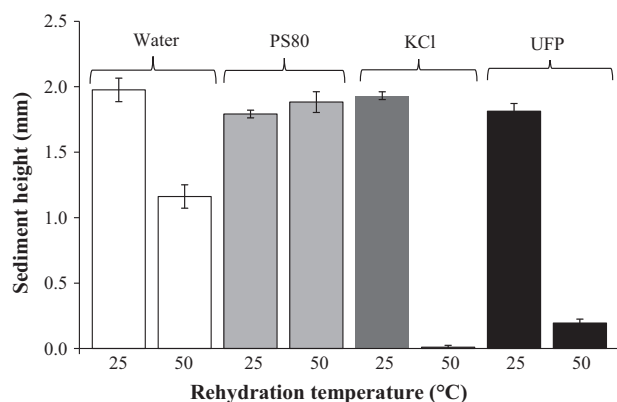 Water PS80 KCl UFP
2.5
2.0
1.5
1.0
0.5
0.0
Sediment height (mm)
25 50 25 50 25 50 25 50
Rehydration temperature (°C)